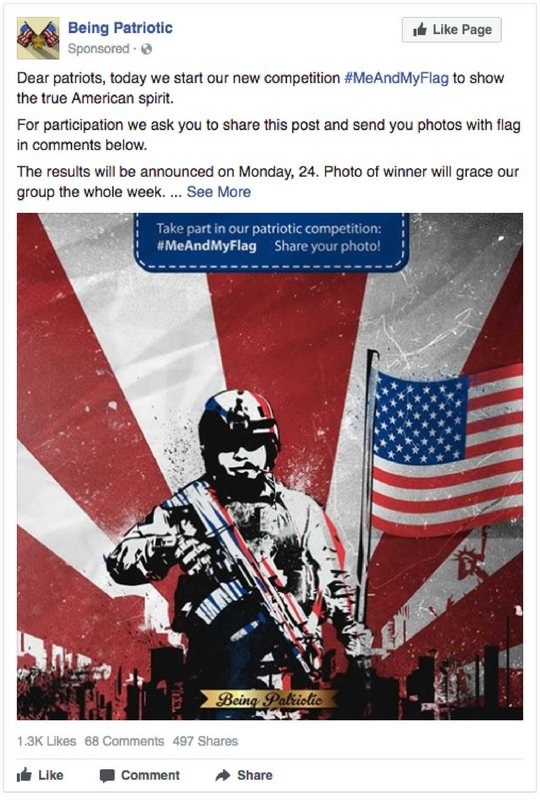 Being Patriotic
Like Page
Sponsored ·
Dear patriots, today we start our new competition #MeAndMyFlag to show
the true American spirit.
For participation we ask you to share this post and send you photos with flag
in comments below.
The results will be announced on Monday, 24. Photo of winner will grace our
group the whole week. ... See More
Take part in our patriotic competition:
#MeAndMyFlag Share your photo!
Being Patriotic
1.3K Likes 68 Comments 497 Shares
Like Comment Share